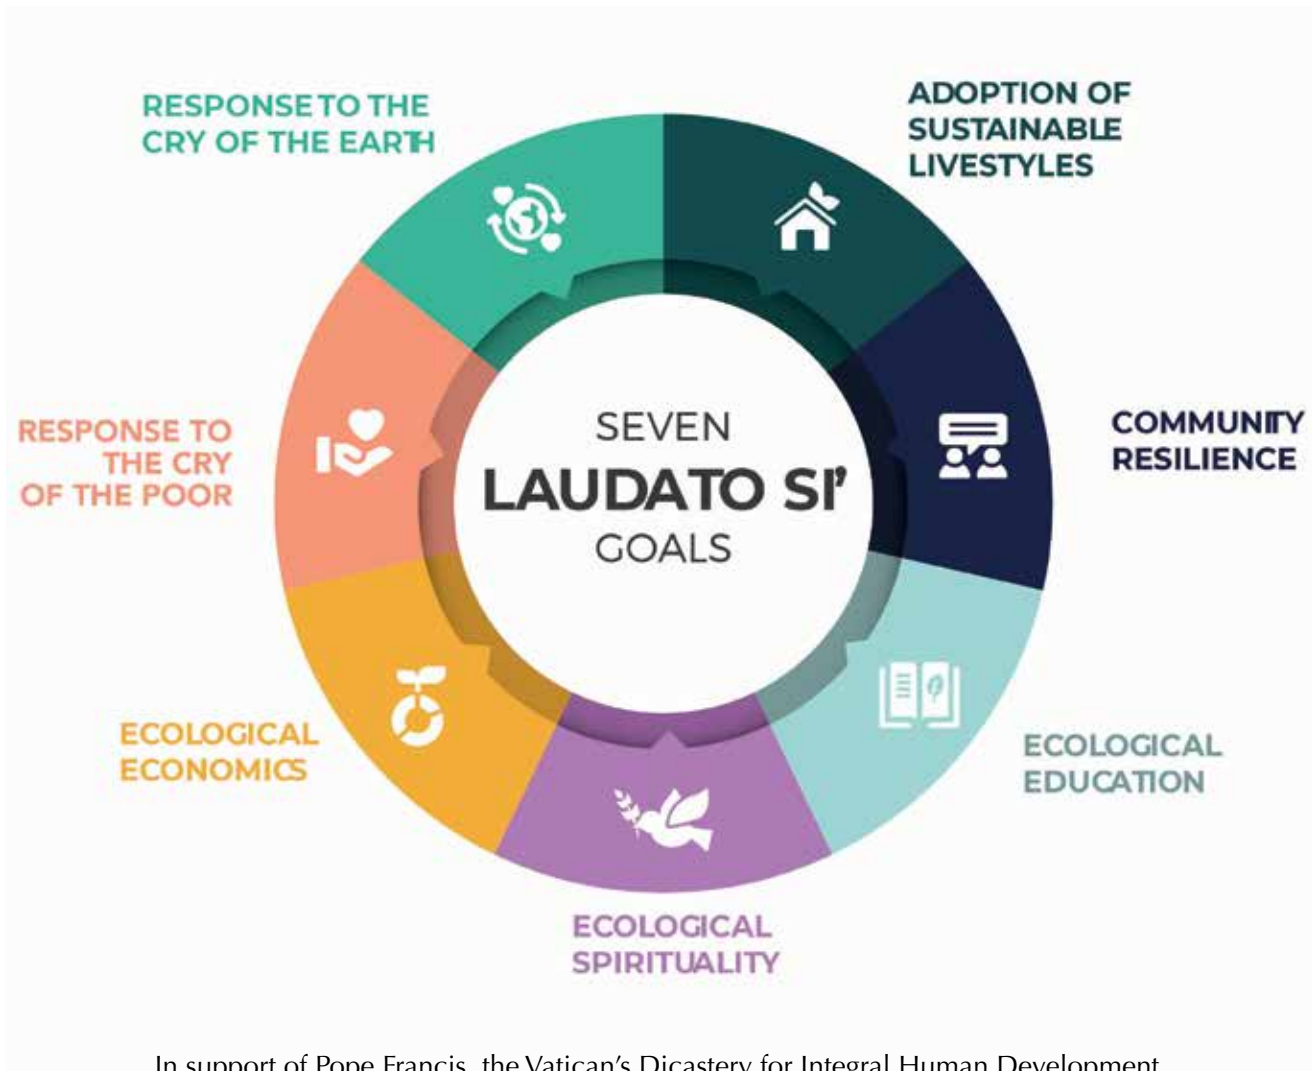 RESPONSE TO THE
CRY OF THE EARTH
ADOPTION OF
SUSTAINABLE
LIVESTYLES
RESPONSE TO
THE CRY
OF THE POOR
SEVEN
LAUDATO SI’
GOALS
COMMUNITY
RESILIENCE
ECOLOGICAL
ECONOMICS
ECOLOGICAL
EDUCATION
ECOLOGICAL
SPIRITUALITY
In support of Pope Francis, the Vatican’s Dicastery for Integral Human Development